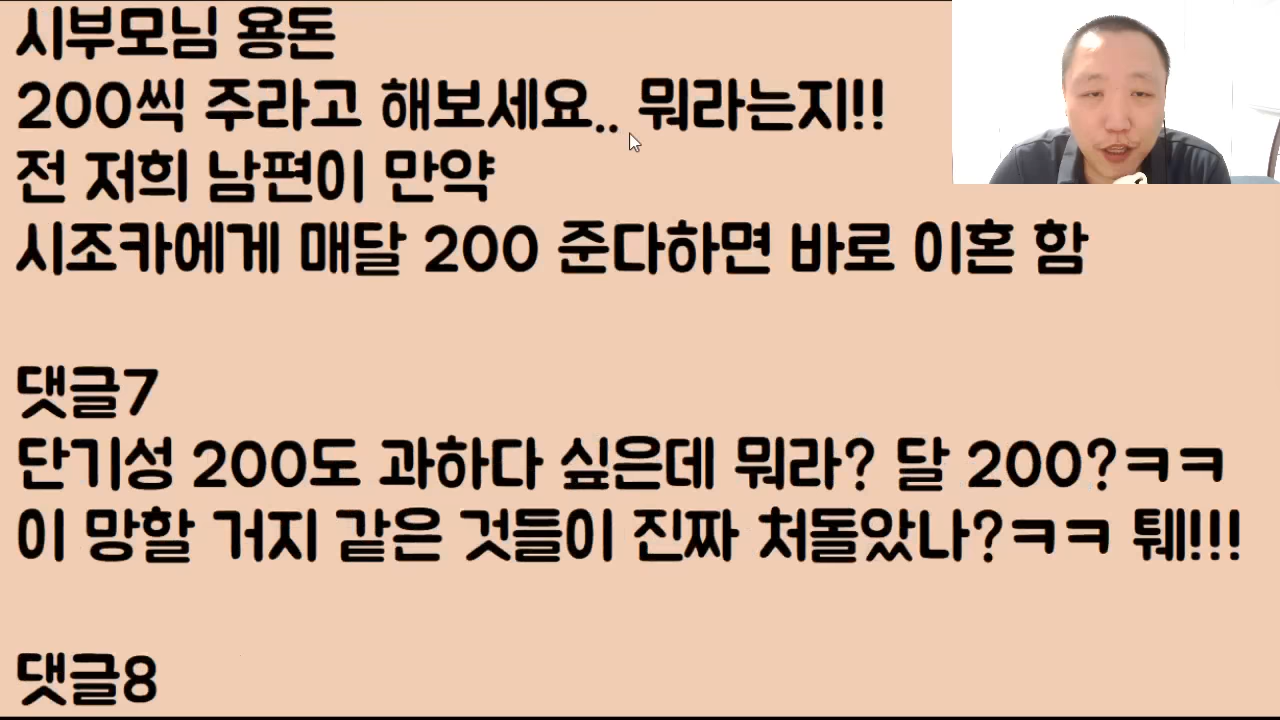 시부모님 용돈
200씩 주라고 해보세요.. 뭐라는지!!
전 저희 남편이 만약
시조카에게 매달 200 준다하면 바로 이혼 함
댓글7
단기성 200도 과하다 싶은데 뭐라? 달 200?ㅋㅋ
이 망할 거지 같은 것들이 진짜 처돌았나?ㅋㅋ 퉤!!!
댓글8